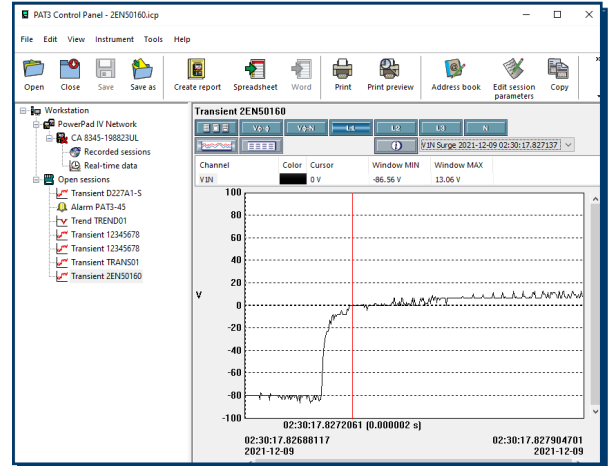 PAT3 Control Panel - 2EN50160.icp
File Edit View Instrument Tools Help
Open Close Save Save as Create report Spreadsheet Word Print Print preview Address book Edit session parameters Copy
Workstation
PowerPad IV Network
CA 8345-198823UL
Recorded sessions
Real-time data
Open sessions
Transient D227A1-S
Alarm PAT3-45
Trend TREND01
Transient 12345678
Transient 12345678
Transient TRANS01
Transient 2EN50160
Transient 2EN50160
L1 L2 L3 N
V1N Surge 2021-12-09 02:30:17.827137
Channel Color Cursor Window MIN Window MAX
V1N 0 V -86.56 V 13.06 V
100
80
60
40
20
V 0
-20
-40
-60
-80
-100
02:30:17.8272061 (0.000002 s)
02:30:17.82688117 02:30:17.827904701
2021-12-09 2021-12-09